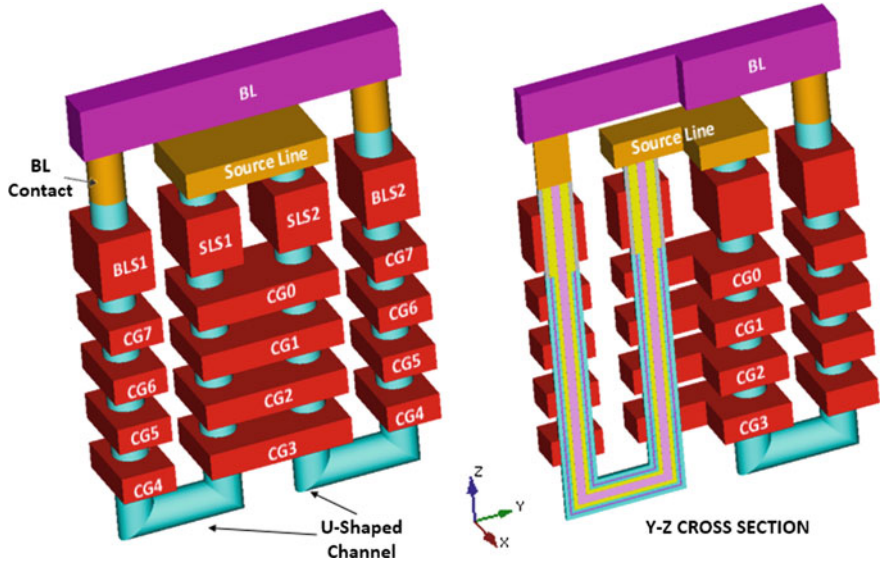 BL
BL
Contact
Source Line
BLS1
SLS1
SLS2
BLS2
CG7
CG6
CG5
CG4
CG0
CG1
CG2
CG3
CG7
CG6
CG5
CG4
U-Shaped
Channel
BL
Source Line
CG0
CG1
CG2
CG3
Z
Y
X
Y-Z CROSS SECTION